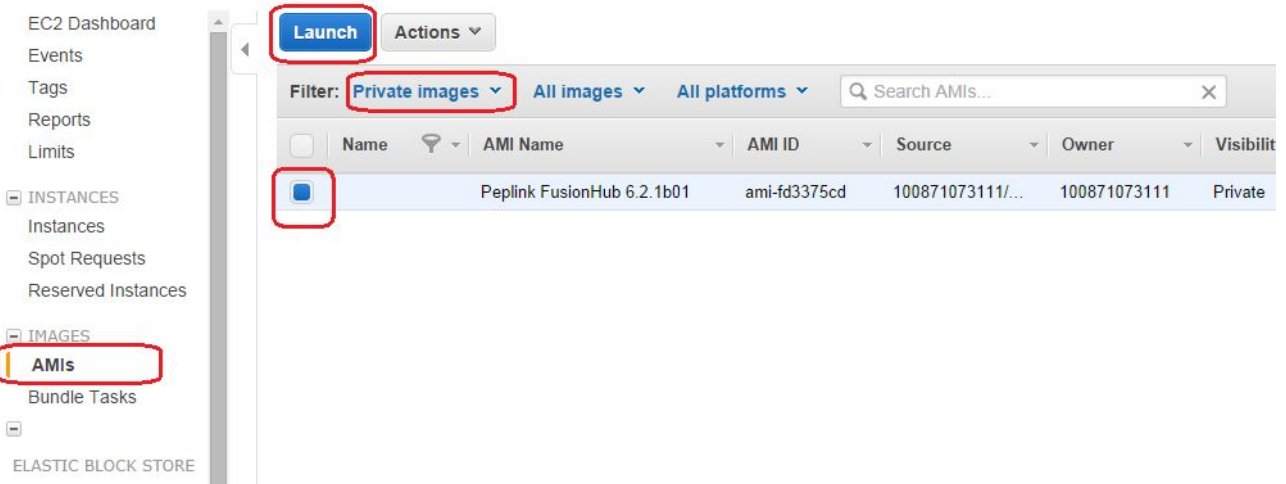 EC2 Dashboard
Events
Tags
Reports
Limits
INSTANCES
Instances
Spot Requests
Reserved Instances
IMAGES
AMIs
Bundle Tasks
ELASTIC BLOCK STORE
Launch Actions
Filter: Private images All images All platforms Search AMIs...
Name AMI Name AMI ID Source Owner Visibilit
Peplink FusionHub 6.2.1b01 ami-fd3375cd 100871073111/... 100871073111 Private